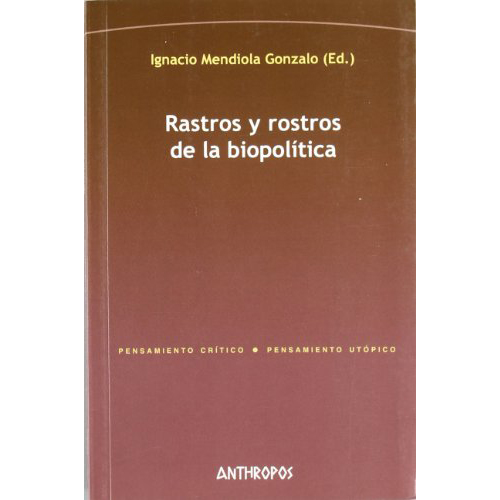 Ignacio Mendiola Gonzalo (Ed.)
Rastros y rostros
de la biopolítica
PENSAMIENTO CRÍTICO ● PENSAMIENTO UTÓPICO
ANTHROPOS